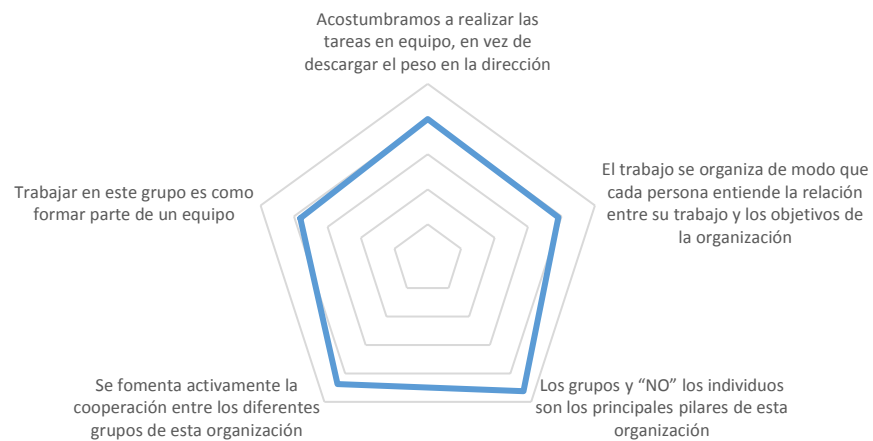 Acostumbramos a realizar las
tareas en equipo, en vez de
descargar el peso en la dirección
El trabajo se organiza de modo que
cada persona entiende la relación
entre su trabajo y los objetivos de
la organización
Los grupos y “NO” los individuos
son los principales pilares de esta
organización
Se fomenta activamente la
cooperación entre los diferentes
grupos de esta organización
Trabajar en este grupo es como
formar parte de un equipo